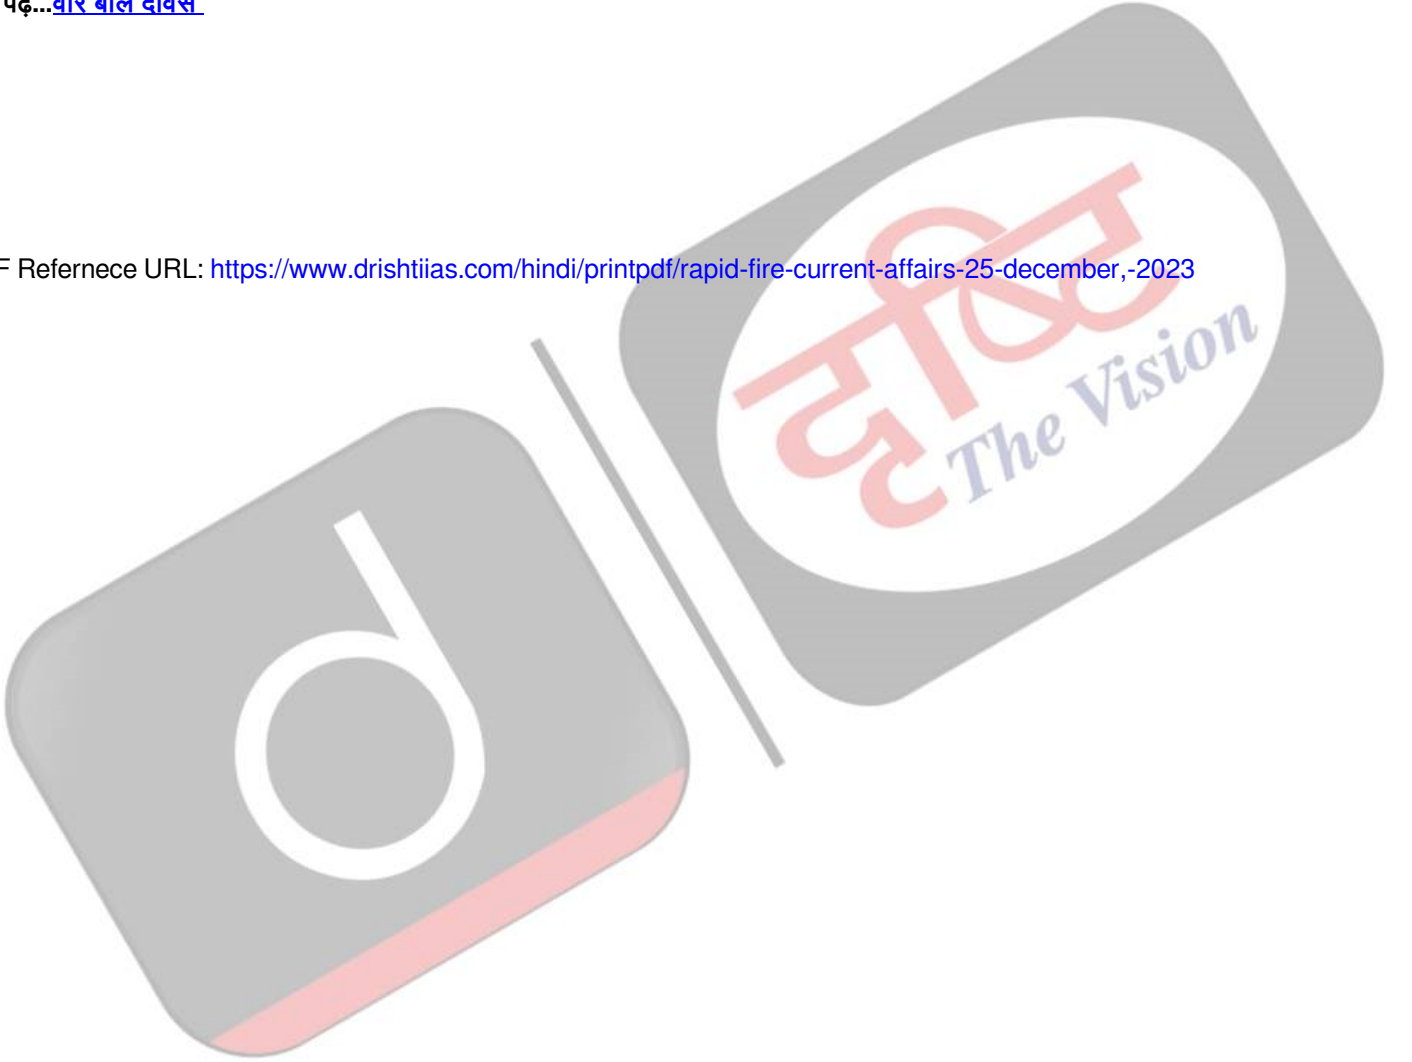 पढ़ें...वीर बाल दिवस
F Refernece URL: https://www.drishtiias.com/hindi/printpdf/rapid-fire-current-affairs-25-december,-2023
दृष्टि
The Vision
d